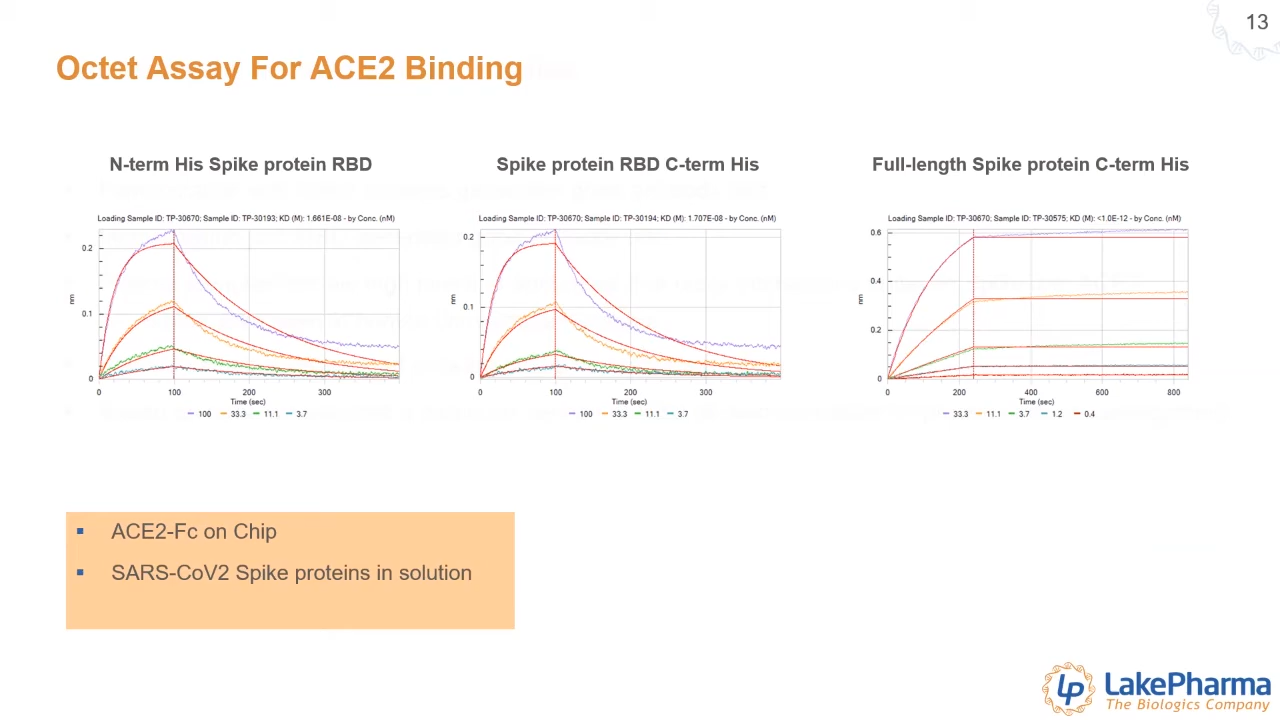 13
Octet Assay For ACE2 Binding
N-term His Spike protein RBD
Spike protein RBD C-term His
Full-length Spike protein C-term His
Loading Sample ID: TP-30670; Sample ID: TP-30193; KD (M): 1.661E-08 - by Conc. (nM)
nm
0.2
0.1
0
0 100 200 300
Time (sec)
100 33.3 11.1 3.7
Loading Sample ID: TP-30670; Sample ID: TP-30194; KD (M): 1.707E-08 - by Conc. (nM)
nm
0.2
0.1
0
0 100 200 300
Time (sec)
100 33.3 11.1 3.7
Loading Sample ID: TP-30670; Sample ID: TP-30575; KD (M): <1.0E-12 - by Conc. (nM)
nm
0.6
0.4
0.2
0
0 200 400 600 800
Time (sec)
33.3 11.1 3.7 1.2 0.4
ACE2-Fc on Chip
SARS-CoV2 Spike proteins in solution
LP
LakePharma
The Biologics Company